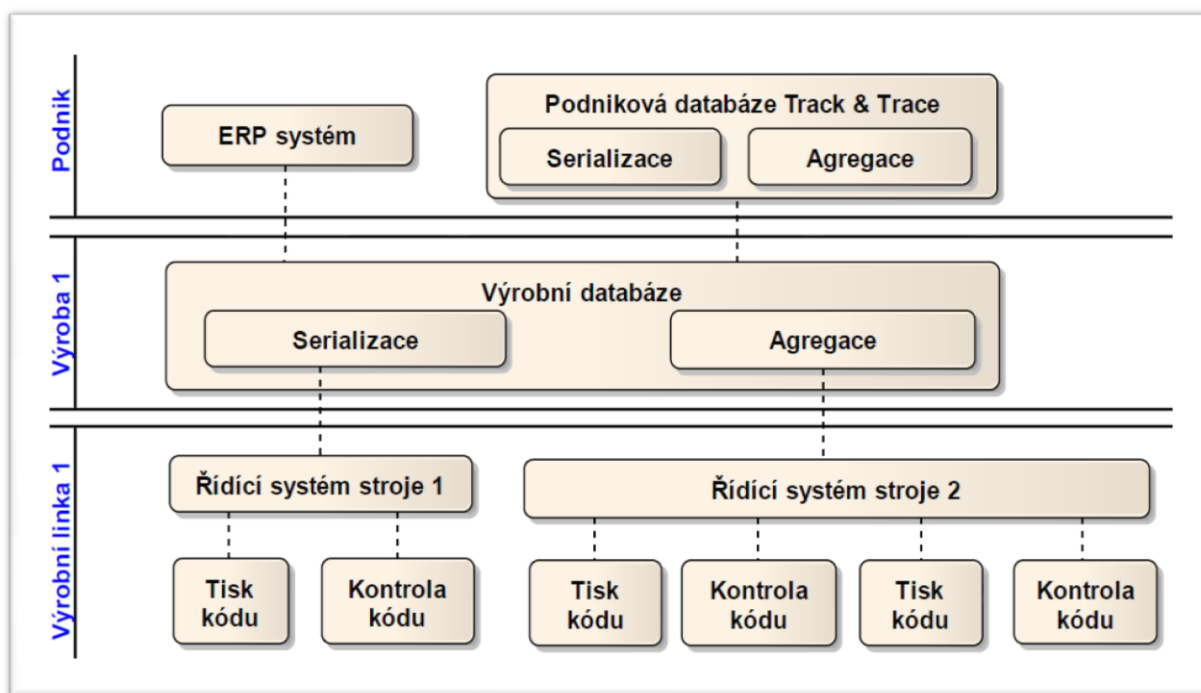 Podnik
ERP systém
Podniková databáze Track & Trace
Serializace
Agregace
Výroba 1
Výrobní databáze
Serializace
Agregace
Výrobní linka 1
Řídící systém stroje 1
Řídící systém stroje 2
Tisk
kódu
Kontrola
kódu
Tisk
kódu
Kontrola
kódu
Tisk
kódu
Kontrola
kódu